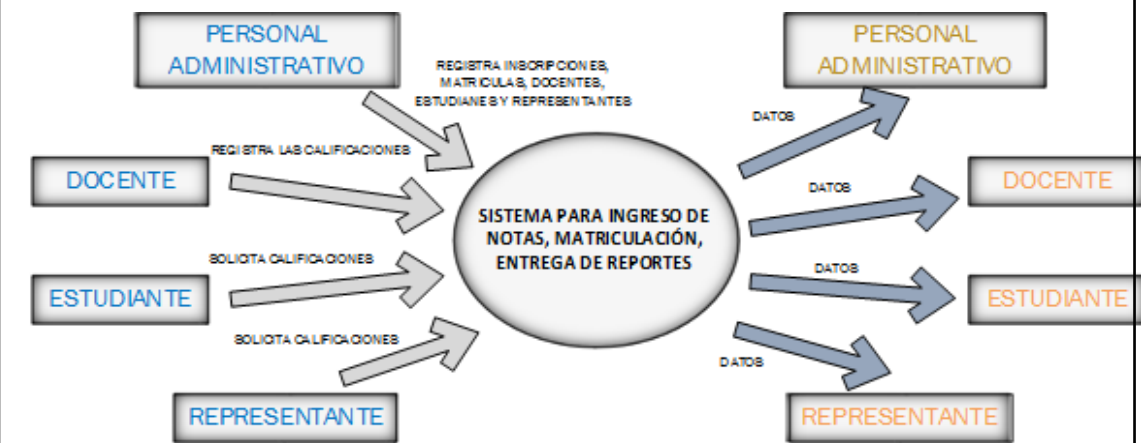 PERSONAL
ADMINISTRATIVO
REGISTRA INSCRIPCIONES,
MATRICULAS, DOCENTES,
ESTUDIANES Y REPRESENTANTES
PERSONAL
ADMINISTRATIVO
DATOS
REGISTRA LAS CALIFICACIONES
DOCENTE
DATOS
DOCENTE
SISTEMA PARA INGRESO DE
NOTAS, MATRICULACIÓN,
ENTREGA DE REPORTES
SOLICITA CALIFICACIONES
ESTUDIANTE
DATOS
ESTUDIANTE
SOLICITA CALIFICACIONES
REPRESENTANTE
DATOS
REPRESENTANTE